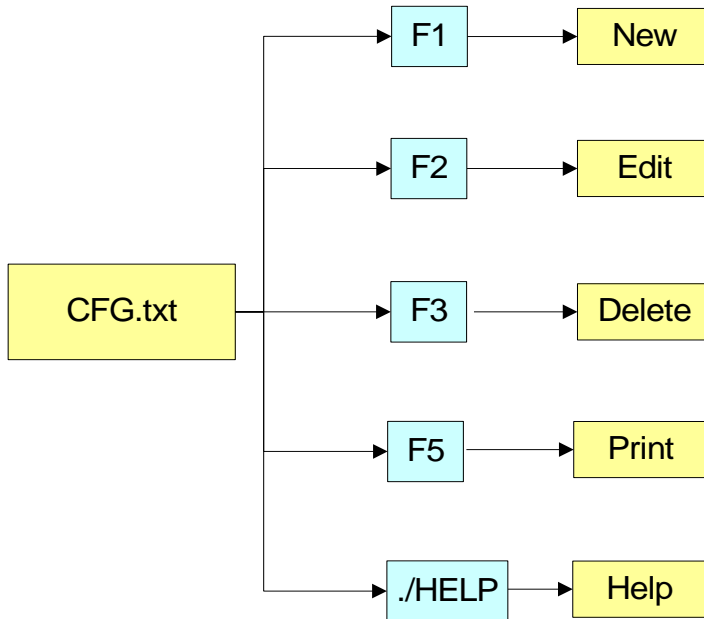 F1 New
F2 Edit
CFG.txt F3 Delete
F5 Print
./HELP Help